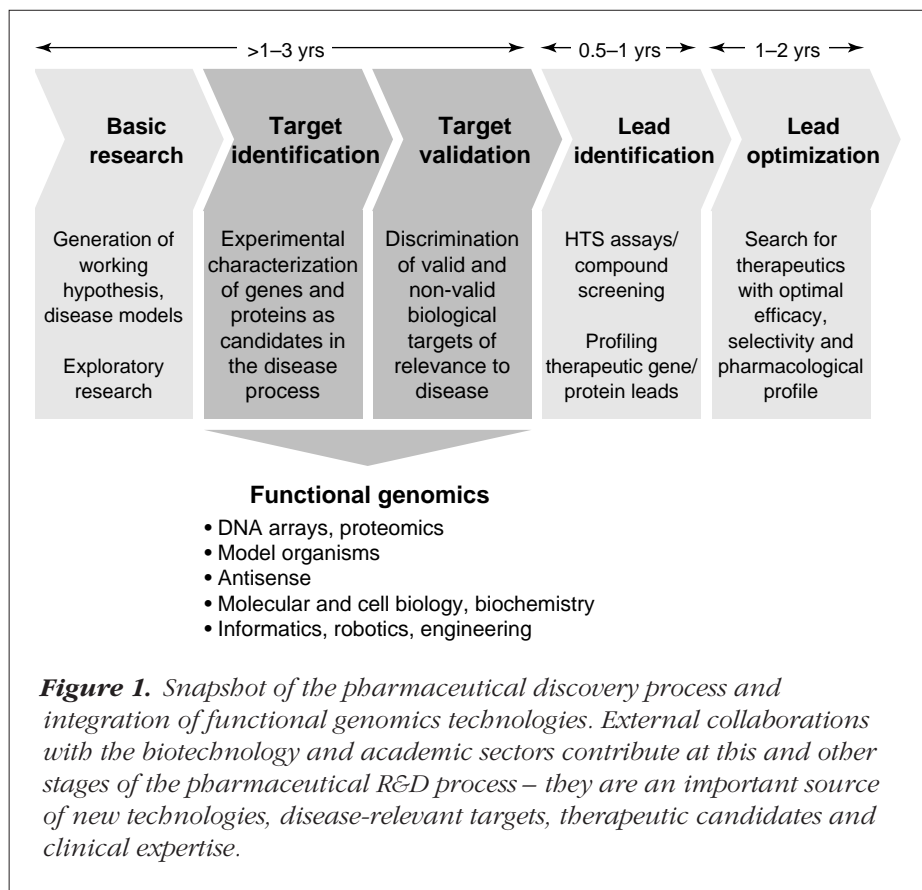 >1–3 yrs
0.5–1 yrs
1–2 yrs
Basic
research
Target
identification
Target
validation
Lead
identification
Lead
optimization
Generation of
working
hypothesis,
disease models
Exploratory
research
Experimental
characterization
of genes and
proteins as
candidates in
the disease
process
Discrimination
of valid and
non-valid
biological
targets of
relevance to
disease
HTS assays/
compound
screening
Profiling
therapeutic gene/
protein leads
Search for
therapeutics
with optimal
efficacy,
selectivity and
pharmacological
profile
Functional genomics
• DNA arrays, proteomics
• Model organisms
• Antisense
• Molecular and cell biology, biochemistry
• Informatics, robotics, engineering
Figure 1. Snapshot of the pharmaceutical discovery process and
integration of functional genomics technologies. External collaborations
with the biotechnology and academic sectors contribute at this and other
stages of the pharmaceutical R&D process – they are an important source
of new technologies, disease-relevant targets, therapeutic candidates and
clinical expertise.